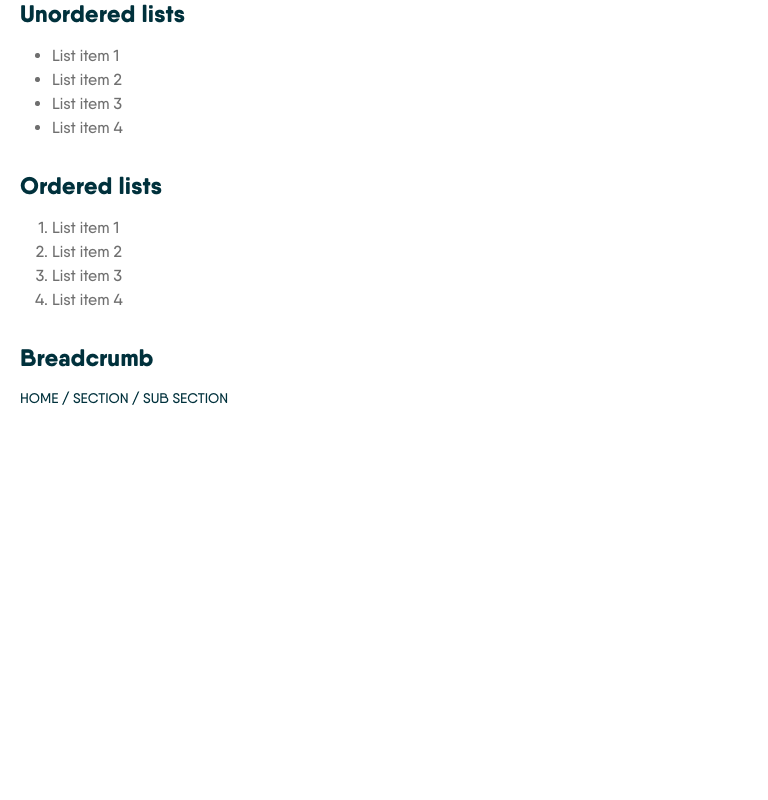 Unordered lists
• List item 1
• List item 2
• List item 3
• List item 4
Ordered lists
1. List item 1
2. List item 2
3. List item 3
4. List item 4
Breadcrumb
HOME / SECTION / SUB SECTION